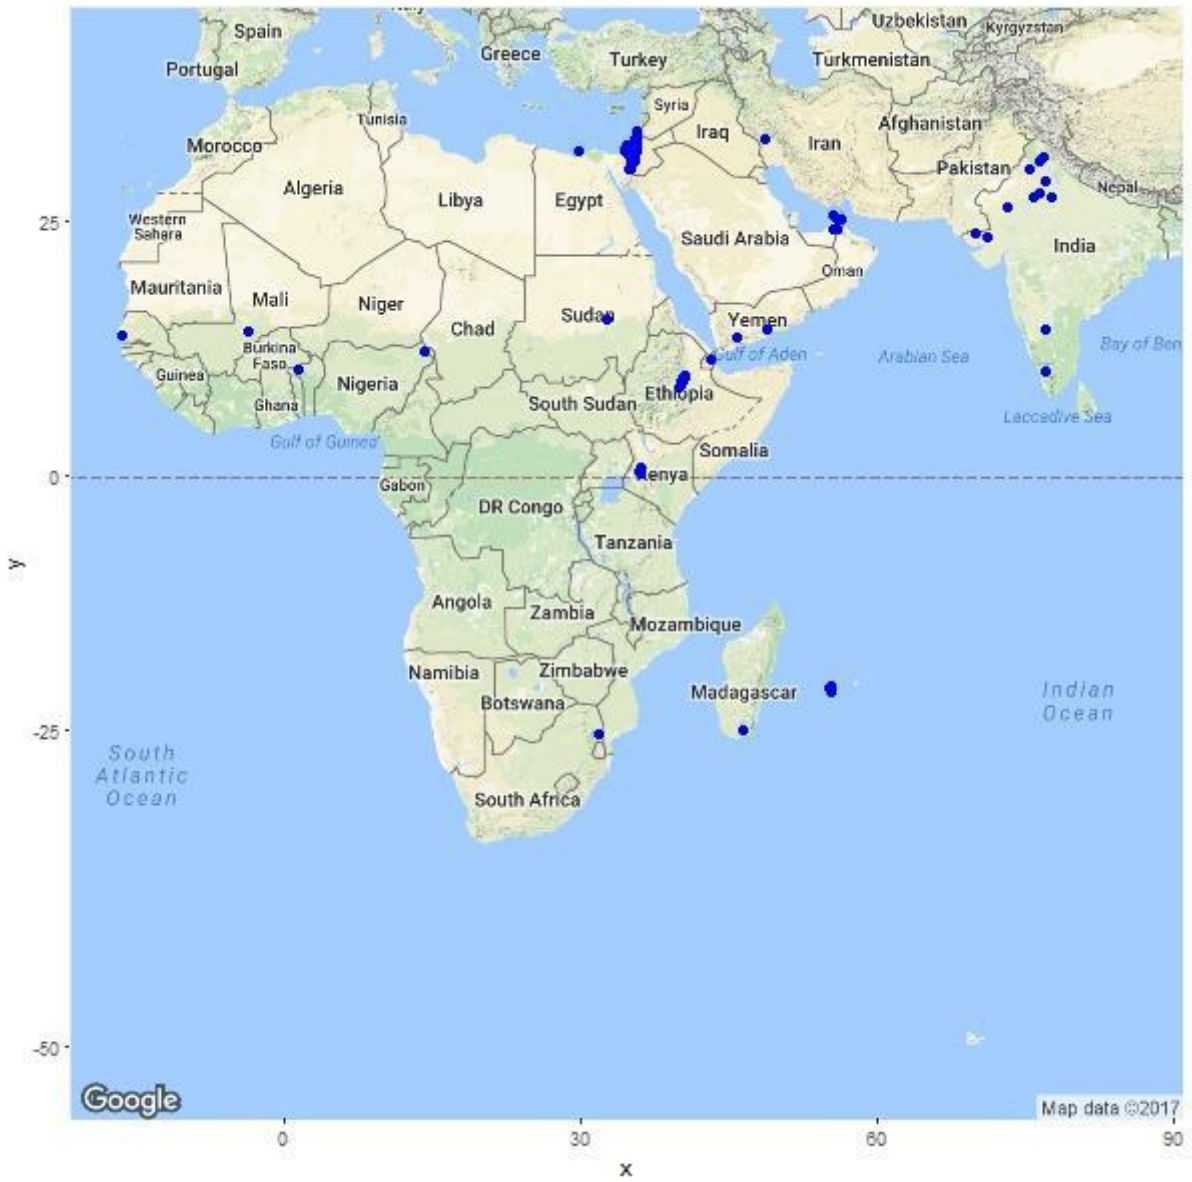 Italy
Spain
Uzbekistan
Kyrgyzstan
Greece
Turkey
Turkmenistan
Portugal
Syria
Tunisia
Iraq
Afghanistan
Morocco
Iran
Pakistan
Algeria
Nepal
Libya
Egypt
25
Western
Sahara
Saudi Arabia
India
Oman
Mauritania
Mali
Niger
Sudan
Yemen
Chad
Burkina
Faso
Gulf of Aden
Arabian Sea
Bay of Ben
Guinea
Nigeria
Ethiopia
Ghana
South Sudan
Laccadive Sea
Gulf of Guinea
Somalia
0
Kenya
Gabon
DR Congo
Tanzania
y
Angola
Zambia
Mozambique
Namibia
Zimbabwe
Madagascar
Indian
Ocean
Botswana
-25
South
Atlantic
Ocean
South Africa
-50
Google
Map data ©2017
0
30
60
90
x